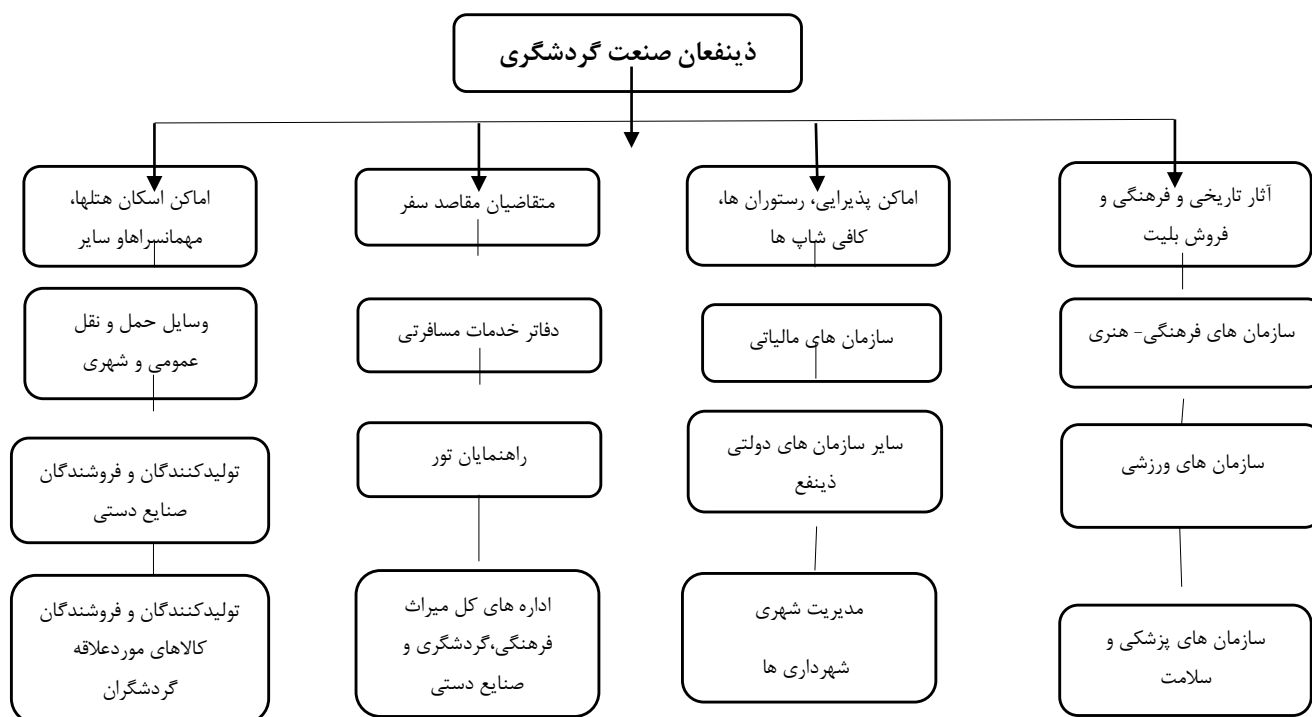 ذینفعان صنعت گردشگری
آثار تاریخی و فرهنگی و
فروش بلیت
اماکن پذیرایی، رستوران ها،
کافی شاپ ها
متقاضیان مقاصد سفر
اماکن اسکان هتلها،
مهمانسراهاو سایر
سازمان های فرهنگی- هنری
سازمان های مالیاتی
دفاتر خدمات مسافرتی
وسایل حمل و نقل
عمومی و شهری
سازمان های ورزشی
سایر سازمان های دولتی
ذینفع
راهنمایان تور
تولیدکنندگان و فروشندگان
صنایع دستی
سازمان های پزشکی و
سلامت
مدیریت شهری
شهرداری ها
اداره های کل میراث
فرهنگی،گردشگری و
صنایع دستی
تولیدکنندگان و فروشندگان
کالاهای موردعلاقه
گردشگران